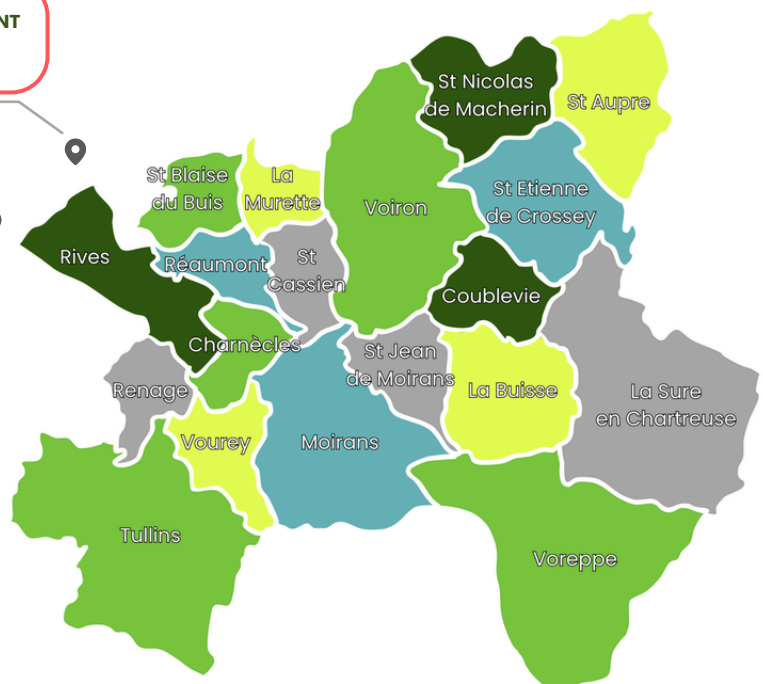 NT
St Nicolas
de Macherin
St Aupre
St Blaise
du Buis
La
Murette
Voiron
St Etienne
de Crossey
Rives
Réaumont
St
Cassien
Coublevie
Charnècles
St Jean
de Moirans
Renage
La Buisse
La Sure
en Chartreuse
Vourey
Moirans
Tullins
Voreppe